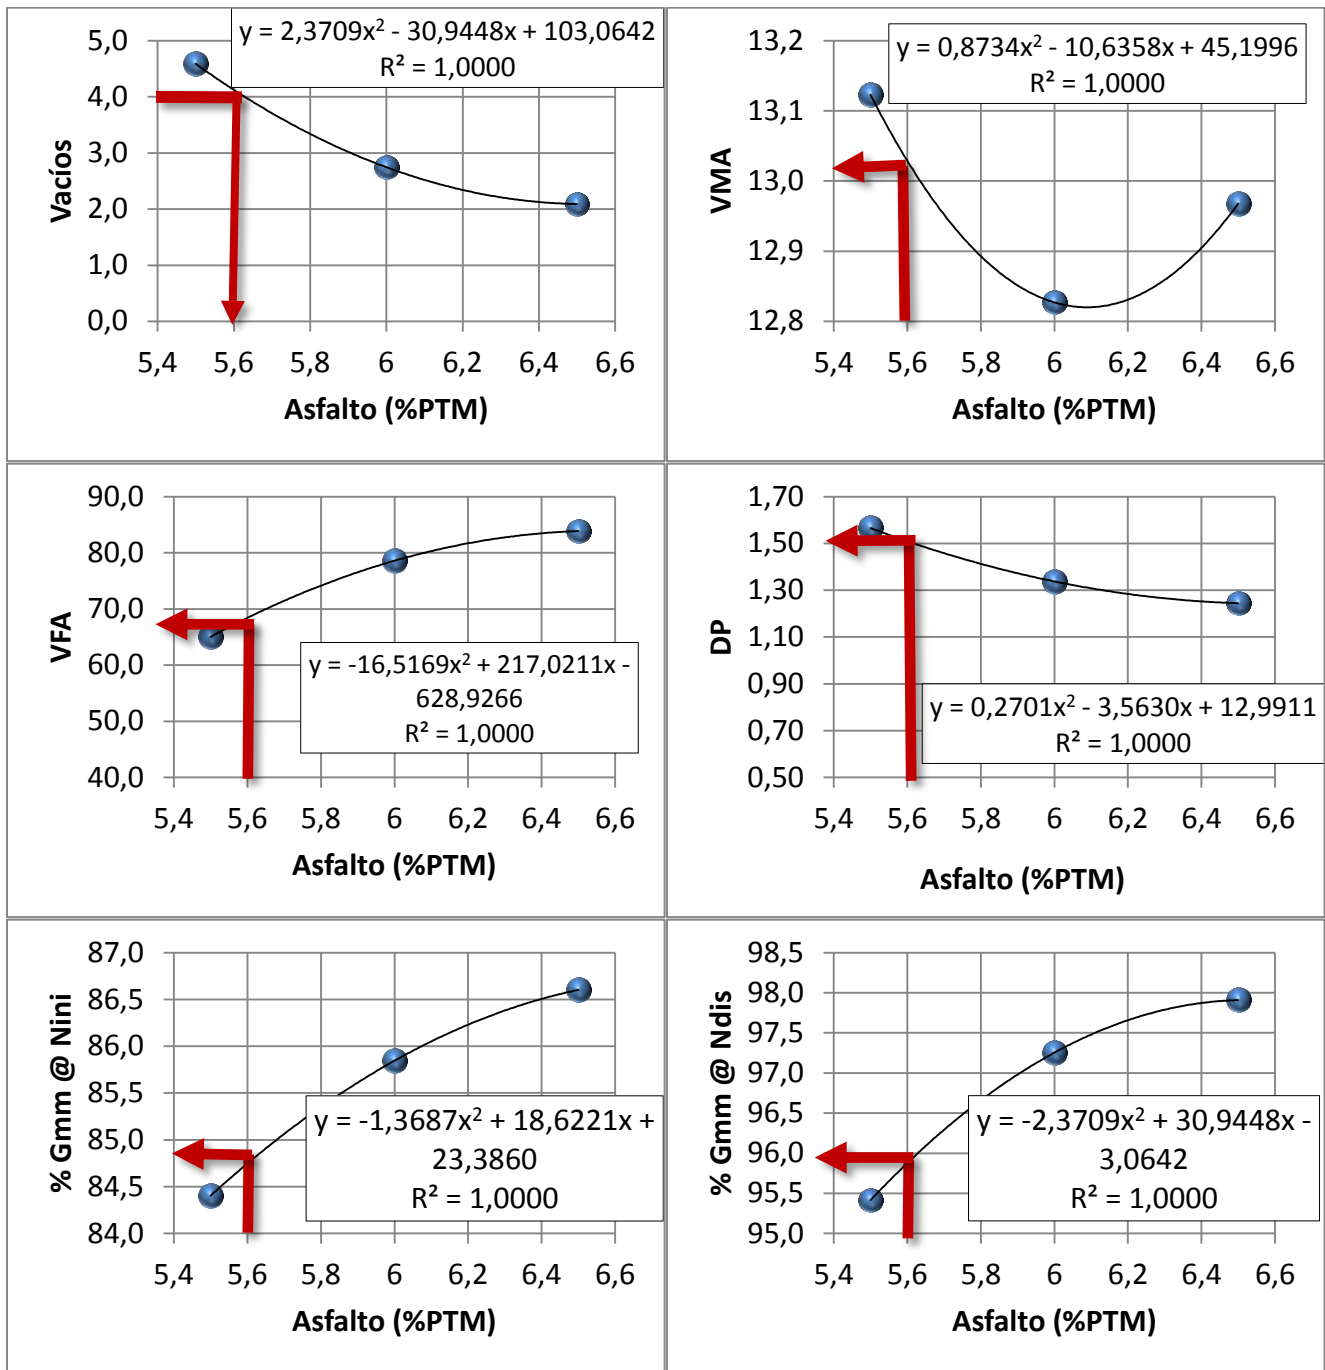 y = 2,3709x² - 30,9448x + 103,0642
R² = 1,0000
5,0
4,0
3,0
2,0
1,0
0,0
Vacíos
5,4 5,6 5,8 6 6,2 6,4 6,6
Asfalto (%PTM)
y = 0,8734x² - 10,6358x + 45,1996
R² = 1,0000
13,2
13,1
13,0
12,9
12,8
VMA
5,4 5,6 5,8 6 6,2 6,4 6,6
Asfalto (%PTM)
90,0
80,0
70,0
60,0
50,0
40,0
VFA
y = -16,5169x² + 217,0211x -
628,9266
R² = 1,0000
5,4 5,6 5,8 6 6,2 6,4 6,6
Asfalto (%PTM)
1,70
1,50
1,30
1,10
0,90
0,70
0,50
DP
y = 0,2701x² - 3,5630x + 12,9911
R² = 1,0000
5,4 5,6 5,8 6 6,2 6,4 6,6
Asfalto (%PTM)
87,0
86,5
86,0
85,5
85,0
84,5
84,0
% Gmm @ Nini
y = -1,3687x² + 18,6221x +
23,3860
R² = 1,0000
5,4 5,6 5,8 6 6,2 6,4 6,6
Asfalto (%PTM)
98,5
98,0
97,5
97,0
96,5
96,0
95,5
95,0
% Gmm @ Ndis
y = -2,3709x² + 30,9448x -
3,0642
R² = 1,0000
5,4 5,6 5,8 6 6,2 6,4 6,6
Asfalto (%PTM)